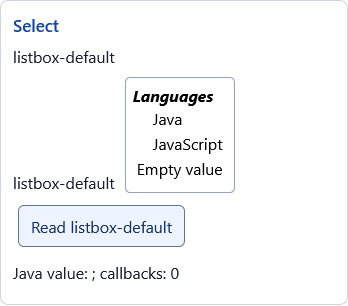 Select
listbox-default
Languages
Java
JavaScript
Empty value
listbox-default
Read listbox-default
Java value: ; callbacks: 0